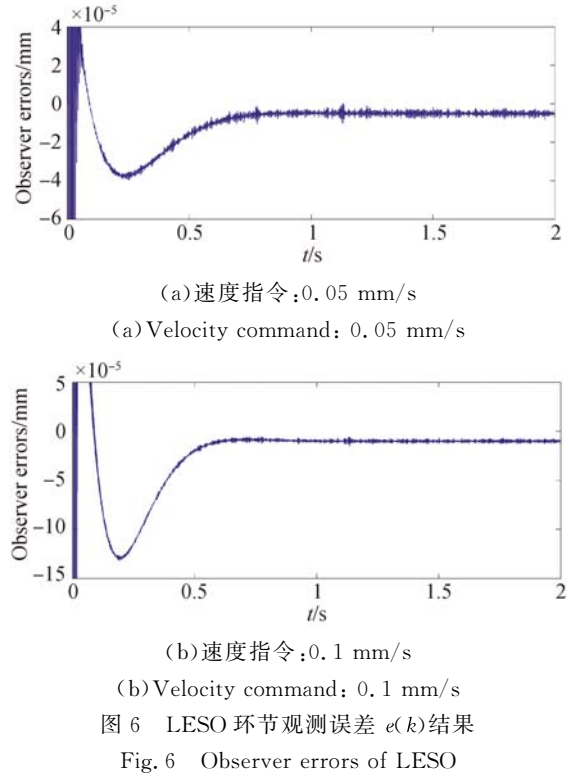 ×10⁻⁵
4
2
0
−2
−4
−6
Observer errors/mm
0 0.5 1 1.5 2
t/s
(a)速度指令:0.05 mm/s
(a)Velocity command: 0.05 mm/s
×10⁻⁵
5
0
−5
−10
−15
Observer errors/mm
0 0.5 1 1.5 2
t/s
(b)速度指令:0.1 mm/s
(b)Velocity command: 0.1 mm/s
图 6 LESO 环节观测误差 e(k)结果
Fig.6 Observer errors of LESO